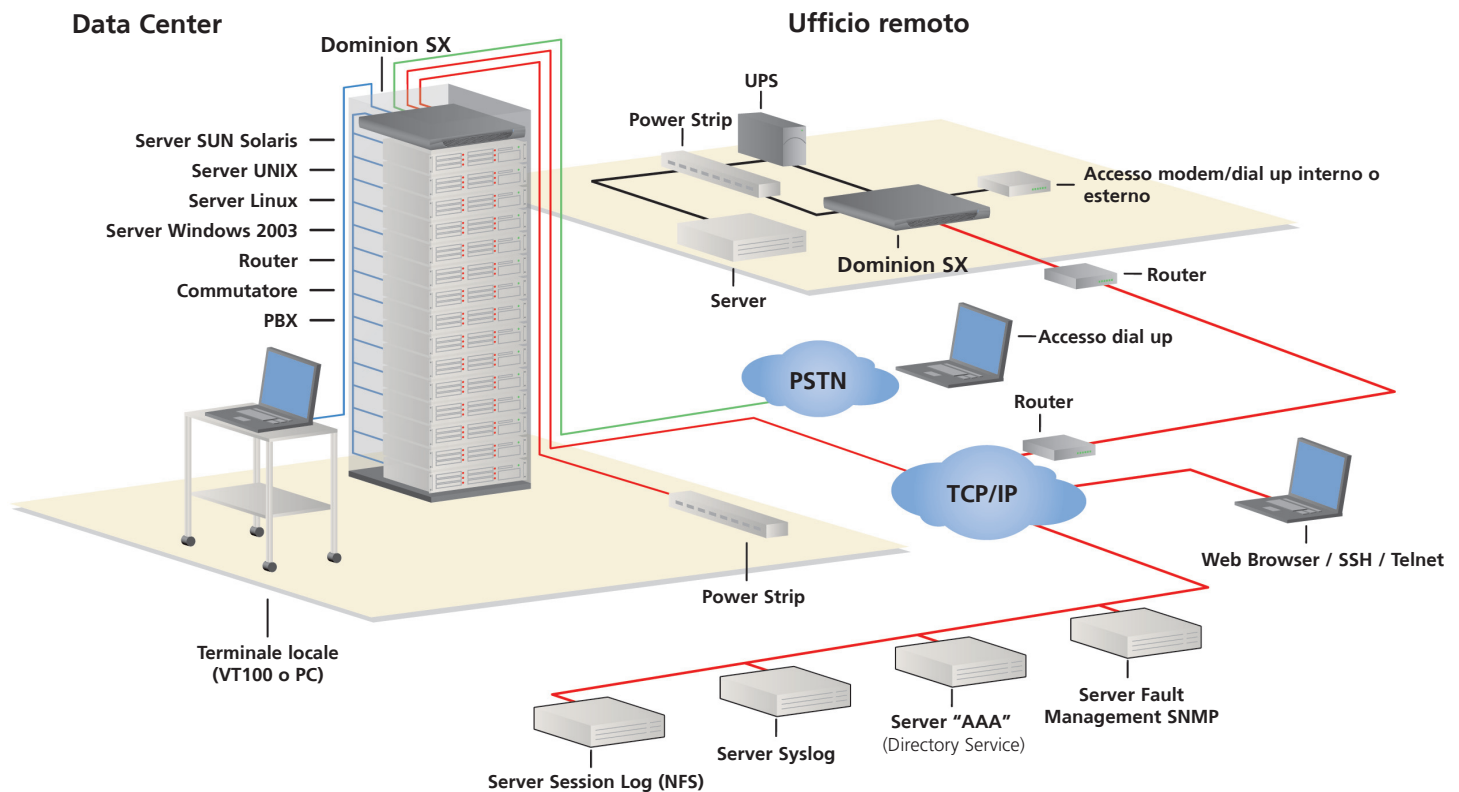 Data Center
Ufficio remoto
Dominion SX
UPS
Power Strip
Server SUN Solaris
Server UNIX
Server Linux
Server Windows 2003
Router
Commutatore
PBX
Accesso modem/dial up interno o
esterno
Dominion SX
Server
Router
Accesso dial up
PSTN
Router
TCP/IP
Web Browser / SSH / Telnet
Power Strip
Terminale locale
(VT100 o PC)
Server Fault
Management SNMP
Server “AAA”
(Directory Service)
Server Syslog
Server Session Log (NFS)